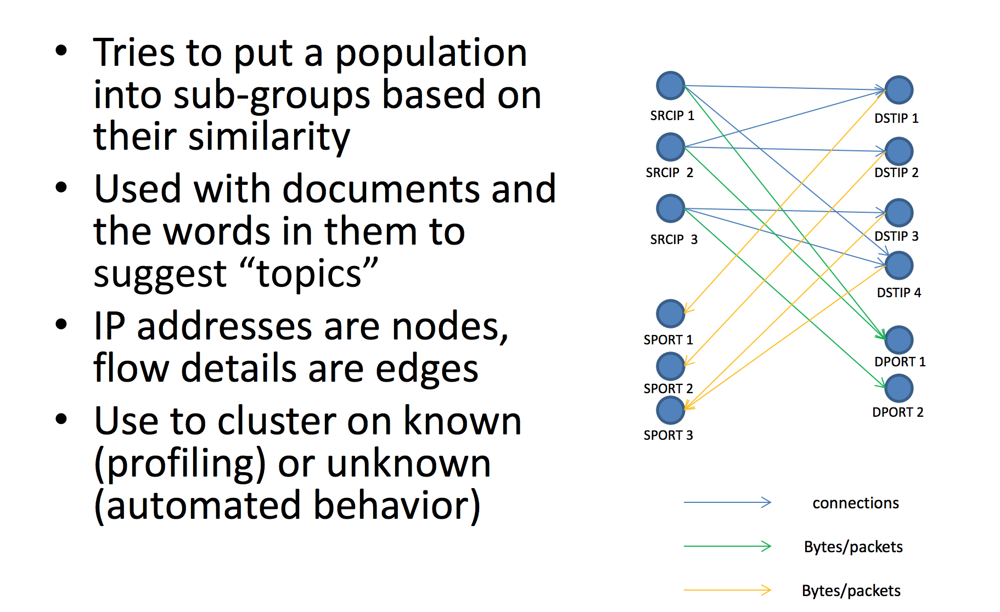 • Tries to put a population
into sub-groups based on
their similarity
• Used with documents and
the words in them to
suggest “topics”
• IP addresses are nodes,
flow details are edges
• Use to cluster on known
(profiling) or unknown
(automated behavior)
SRCIP 1
DSTIP 1
SRCIP 2
DSTIP 2
SRCIP 3
DSTIP 3
DSTIP 4
SPORT 1
DPORT 1
SPORT 2
DPORT 2
SPORT 3
connections
Bytes/packets
Bytes/packets